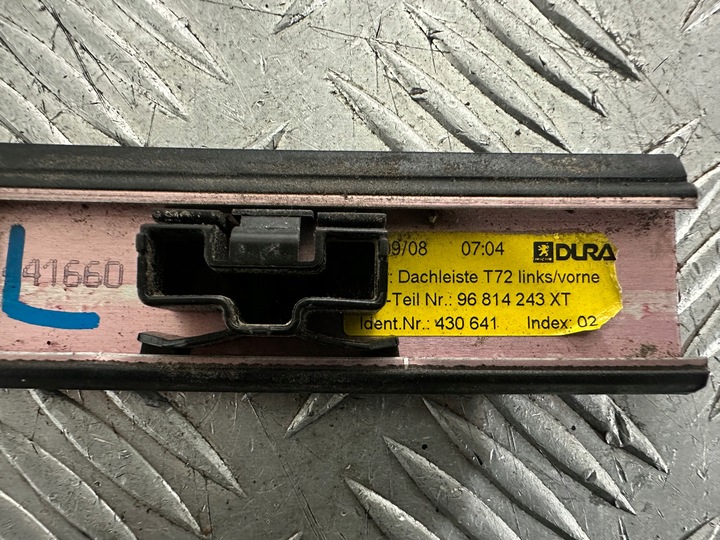 09/08 07:04 DURA
: Dachleiste T72 links/vorne
-Teil Nr.: 96 814 243 XT
Ident.Nr.: 430 641 Index: 02
41660
L